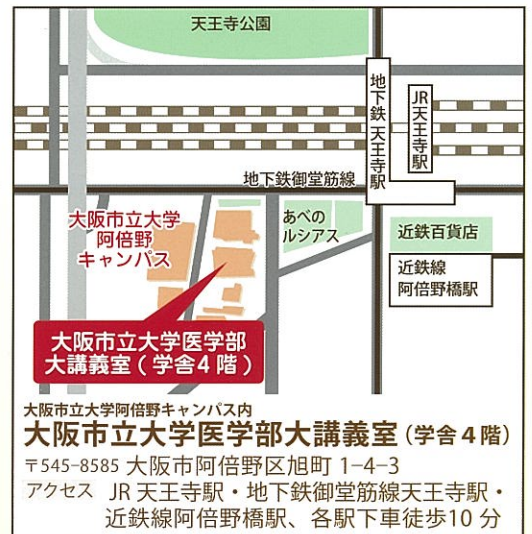 天王寺公園
地下鉄 天王寺駅
JR天王寺駅
地下鉄御堂筋線
大阪市立大学
阿倍野
キャンパス
あべの
ルシアス
近鉄百貨店
近鉄線
阿倍野橋駅
大阪市立大学医学部
大講義室(学舎4階)
大阪市立大学阿倍野キャンパス内
大阪市立大学医学部大講義室(学舎4階)
〒545-8585 大阪市阿倍野区旭町 1-4-3
アクセス JR 天王寺駅・地下鉄御堂筋線天王寺駅・
近鉄線阿倍野橋駅、各駅下車徒歩10 分